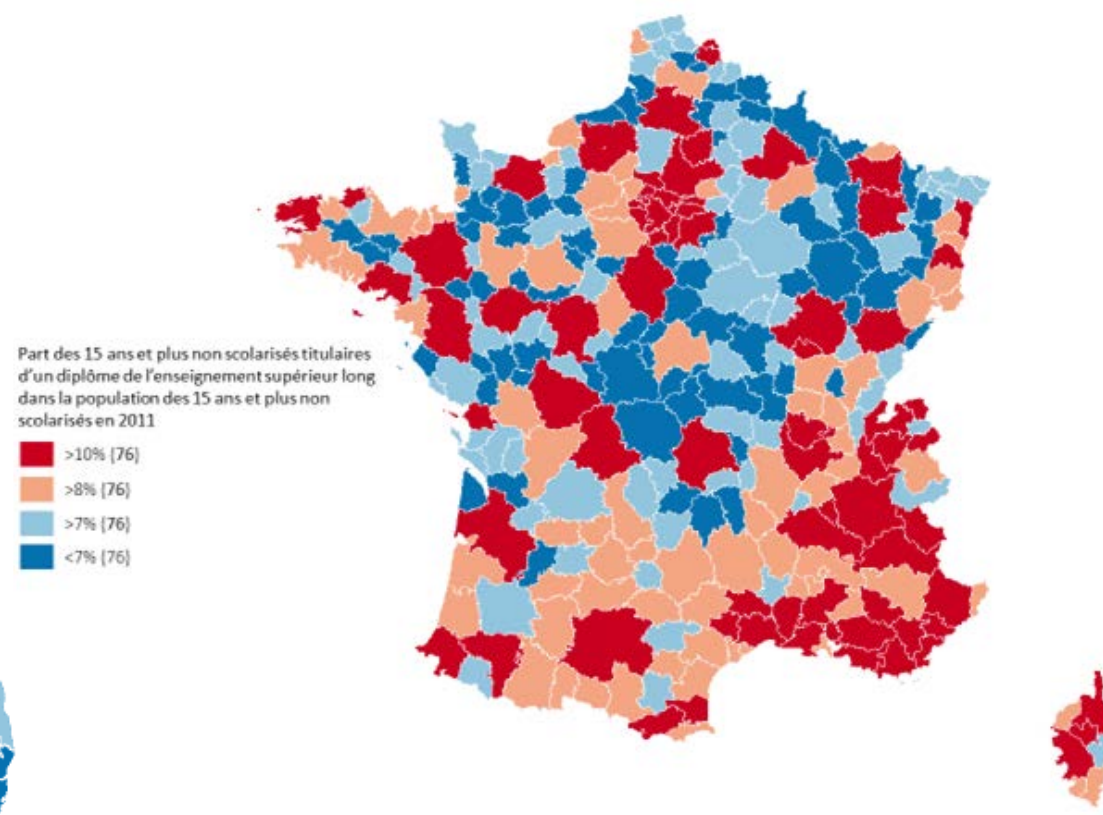 Part des 15 ans et plus non scolarisés titulaires
d'un diplôme de l'enseignement supérieur long
dans la population des 15 ans et plus non
scolarisés en 2011
>10% (76)
>8% (76)
>7% (76)
<7% (76)